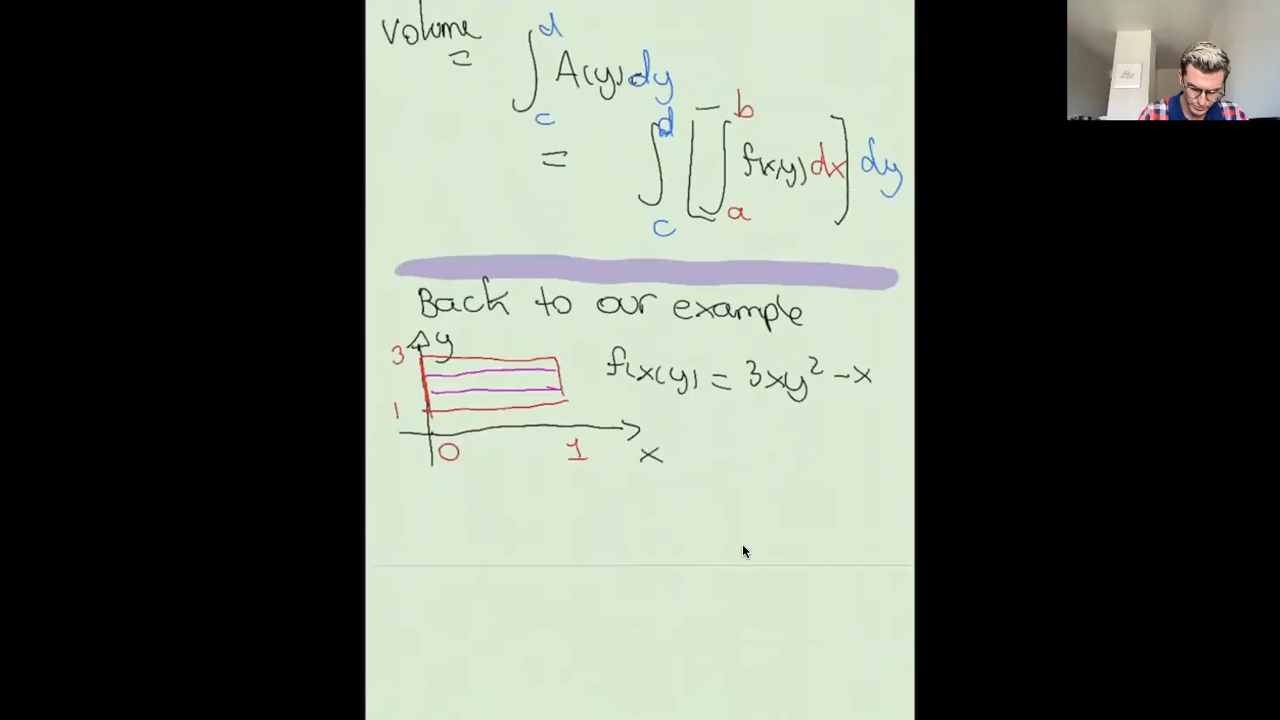 Volume
= ∫_c^d A(y) dy
= ∫_c^d [∫_a^b f(x,y) dx] dy
Back to our example
y
3
1
0
1
x
f(x,y) = 3xy² - x